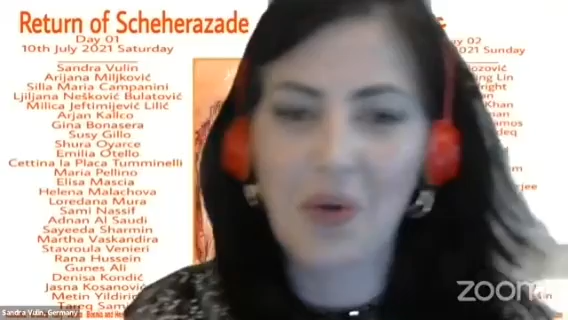 Return of Scheherazade
Day 01
10th July 2021 Saturday
Sandra Vulin
Arijana Miljković
Silla Maria Campanini
Ljiljana Nešković Bulatović
Milica Jeftimijević Lilić
Arjan Kallco
Gina Bonasera
Susy Gillo
Shura Oyarce
Emilia Otello
Cettina la Placa Tumminelli
Maria Pellino
Elisa Mascia
Helena Malachova
Loredana Mura
Sami Nassif
Adnan Al Saudi
Sayeeda Sharmin
Martha Vaskandira
Stavroula Venieri
Rana Hussein
Gunes Ali
Denisa Kondić
Jasna Kosanović
Metin Yildirim
Tareq
02
Sunday
Lin
Khan
Sandra Vulin, Germany
zoom